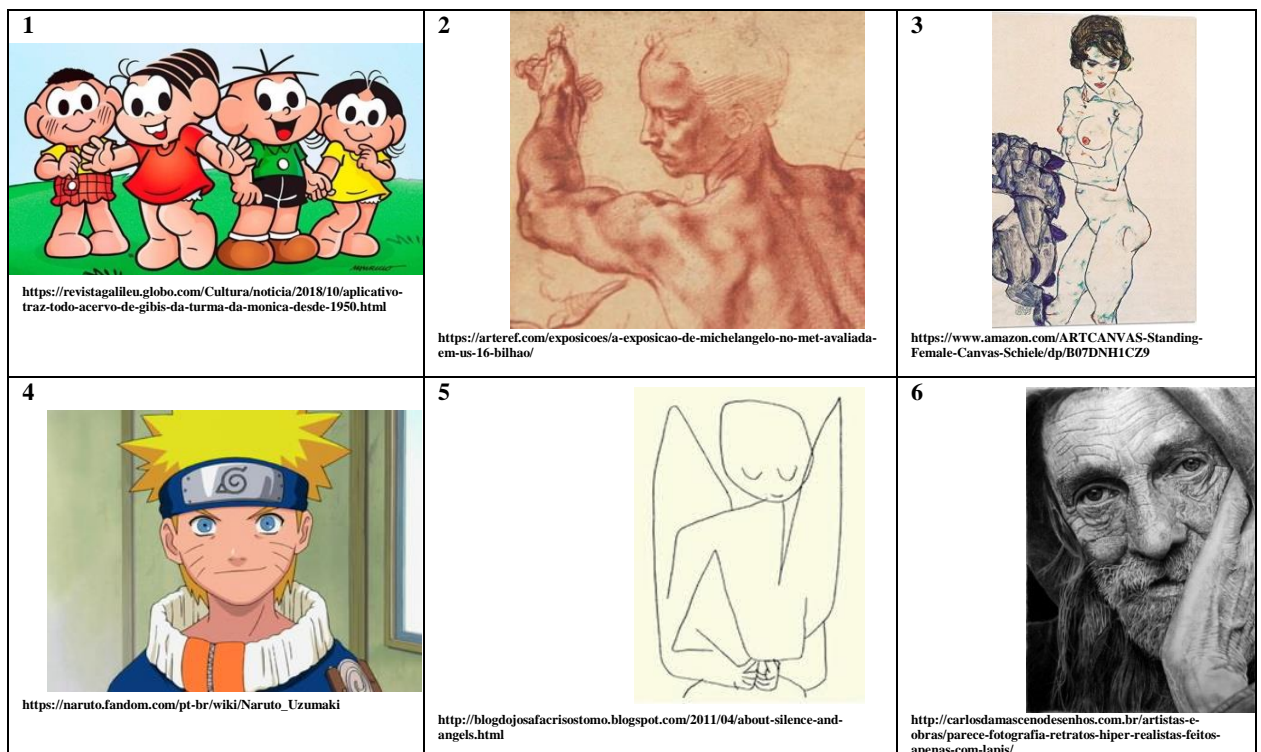 1
https://revistagalileu.globo.com/Cultura/noticia/2018/10/aplicativo-
traz-todo-acervo-de-gibis-da-turma-da-monica-desde-1950.html
2
https://arteref.com/exposicoes/a-exposicao-de-michelangelo-no-met-avaliada-
em-us-16-bilhao/
3
https://www.amazon.com/ARTCANVAS-Standing-
Female-Canvas-Schiele/dp/B07DNH1CZ9
4
https://naruto.fandom.com/pt-br/wiki/Naruto_Uzumaki
5
http://blogdojosafacrisostomo.blogspot.com/2011/04/about-silence-and-
angels.html
6
http://carlosdamascenodesenhos.com.br/artistas-e-
obras/parece-fotografia-retratos-hiper-realistas-feitos-
apenas-com-lapis/